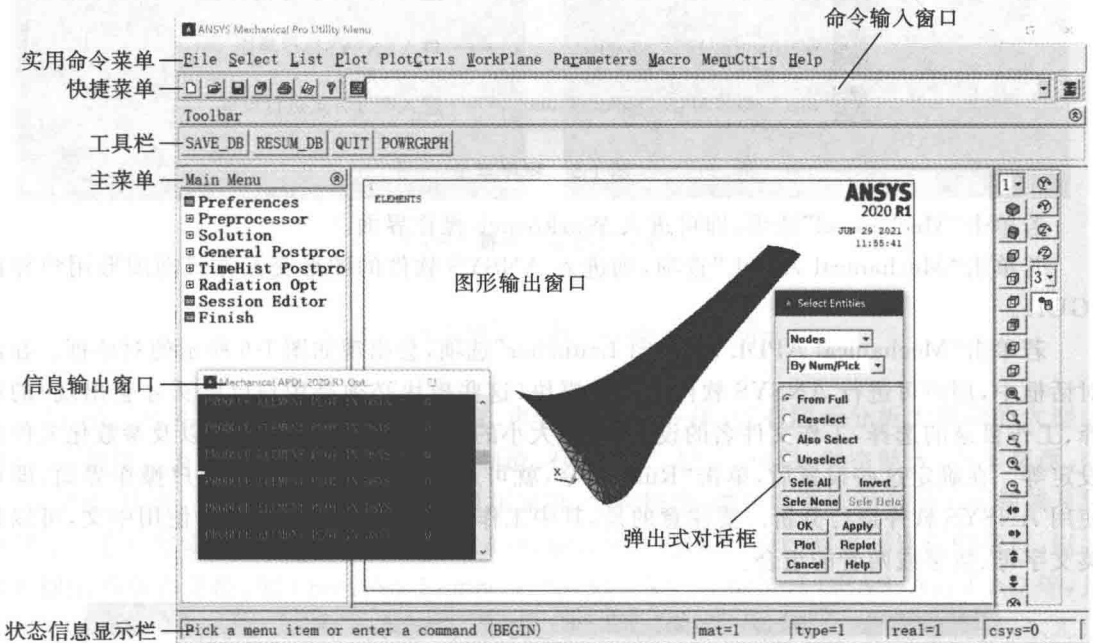 命令输入窗口
ANSYS Mechanical Pro Utility Menu
实用命令菜单
File Select List Plot PlotCtrls WorkPlane Parameters Macro MenuCtrls Help
快捷菜单
Toolbar
工具栏
SAVE_DB RESUM_DB QUIT POWRGRPH
主菜单
Main Menu
Preferences
Preprocessor
Solution
General Postproc
TimeHist Postpro
Radiation Opt
Session Editor
Finish
ELEMENTS
ANSYS
2020 R1
JUN 29 2021
11:55:41
1
3
图形输出窗口
Select Entities
Nodes
By Num/Pick
From Full
Reselect
Also Select
Unselect
Sele All Invert
Sele None Sele Belo
OK Apply
Plot Replot
Cancel Help
X
弹出式对话框
信息输出窗口
Mechanical APDL 2020 R1 Out
状态信息显示栏
Pick a menu item or enter a command (BEGIN) mat=1 type=1 real=1 csys=0